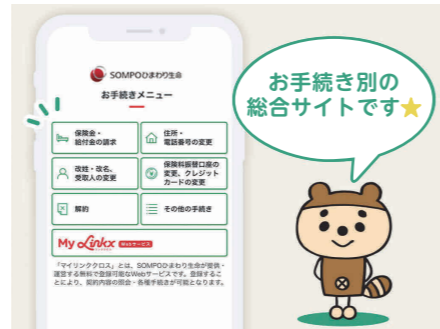 SOMPOひまわり生命
お手続きメニュー
お手続き別の
総合サイトです
保険金・
給付金の請求
住所・
電話番号の変更
改姓・改名、
受取人の変更
保険料振替口座の
変更、クレジット
カードの変更
解約
その他の手続き
My Linkx Webサービス
「マイリンククロス」とは、SOMPOひまわり生命が提供・
運営する無料で登録可能なWebサービスです。登録するこ
とにより、契約内容の照会・各種手続きが可能となります。